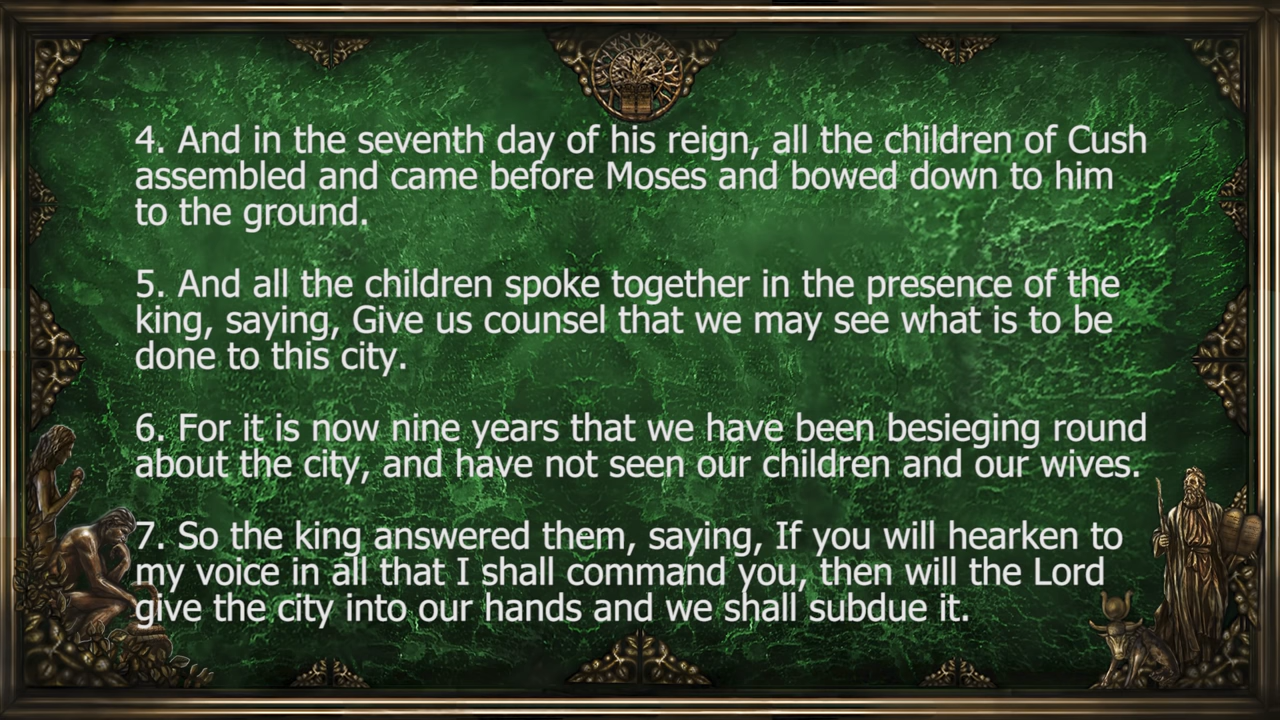 4. And in the seventh day of his reign, all the children of Cush
assembled and came before Moses and bowed down to him
to the ground.
5. And all the children spoke together in the presence of the
king, saying, Give us counsel that we may see what is to be
done to this city.
6. For it is now nine years that we have been besieging round
about the city, and have not seen our children and our wives.
7. So the king answered them, saying, If you will hearken to
my voice in all that I shall command you, then will the Lord
give the city into our hands and we shall subdue it.